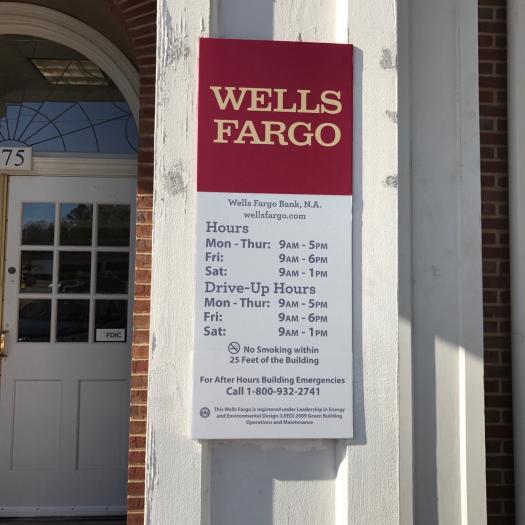 WELLS
FARGO
75
Wells Fargo Bank, N.A.
wellsfargo.com
Hours
Mon - Thur: 9AM - 5PM
Fri: 9AM - 6PM
Sat: 9AM - 1PM
Drive-Up Hours
Mon - Thur: 9AM - 5PM
Fri: 9AM - 6PM
Sat: 9AM - 1PM
No Smoking within
25 Feet of the Building
For After Hours Building Emergencies
Call 1-800-932-2741
This Wells Fargo is registered under Leadership in Energy
and Environmental Design (LEED) 2009 Green Building
Operations and Maintenance
FDIC